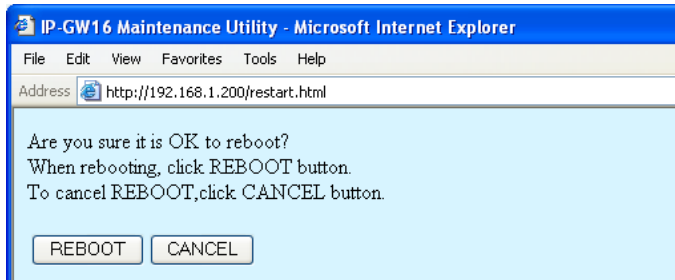 IP-GW16 Maintenance Utility - Microsoft Internet Explorer
File Edit View Favorites Tools Help
Address http://192.168.1.200/restart.html
Are you sure it is OK to reboot?
When rebooting, click REBOOT button.
To cancel REBOOT,click CANCEL button.
REBOOT CANCEL